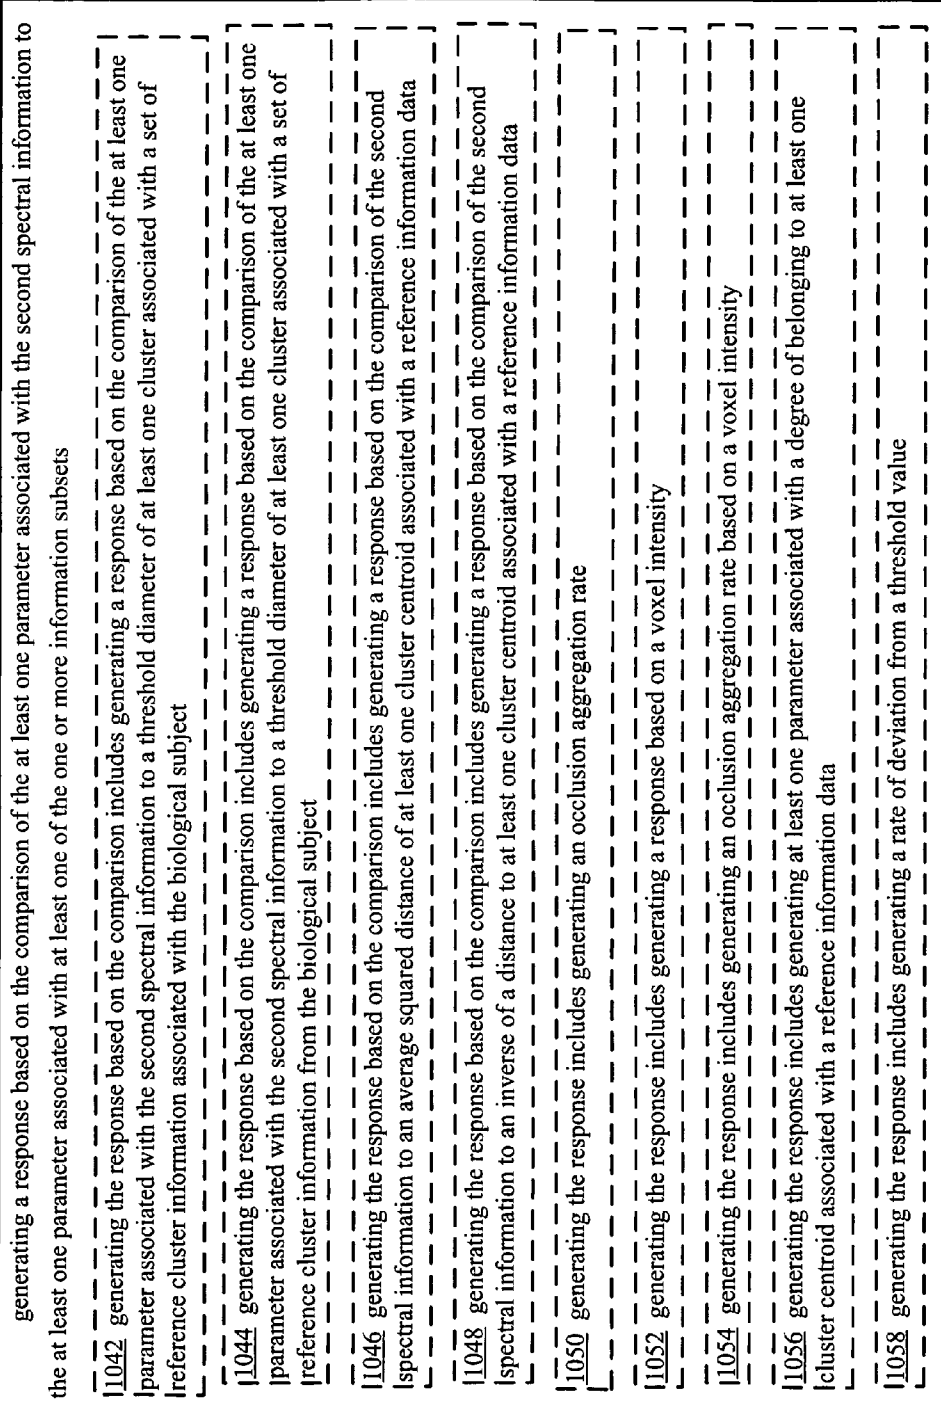 generating a response based on the comparison of the at least one parameter associated with the second spectral information to
the at least one parameter associated with at least one of the one or more information subsets
1042 generating the response based on the comparison includes generating a response based on the comparison of the at least one
parameter associated with the second spectral information to a threshold diameter of at least one cluster associated with a set of
reference cluster information associated with the biological subject
1044 generating the response based on the comparison includes generating a response based on the comparison of the at least one
parameter associated with the second spectral information to a threshold diameter of at least one cluster associated with a set of
reference cluster information from the biological subject
1046 generating the response based on the comparison includes generating a response based on the comparison of the second
spectral information to an average squared distance of at least one cluster centroid associated with a reference information data
1048 generating the response based on the comparison includes generating a response based on the comparison of the second
spectral information to an inverse of a distance to at least one cluster centroid associated with a reference information data
1050 generating the response includes generating an occlusion aggregation rate
1052 generating the response includes generating a response based on a voxel intensity
1054 generating the response includes generating an occlusion aggregation rate based on a voxel intensity
1056 generating the response includes generating at least one parameter associated with a degree of belonging to at least one
cluster centroid associated with a reference information data
1058 generating the response includes generating a rate of deviation from a threshold value